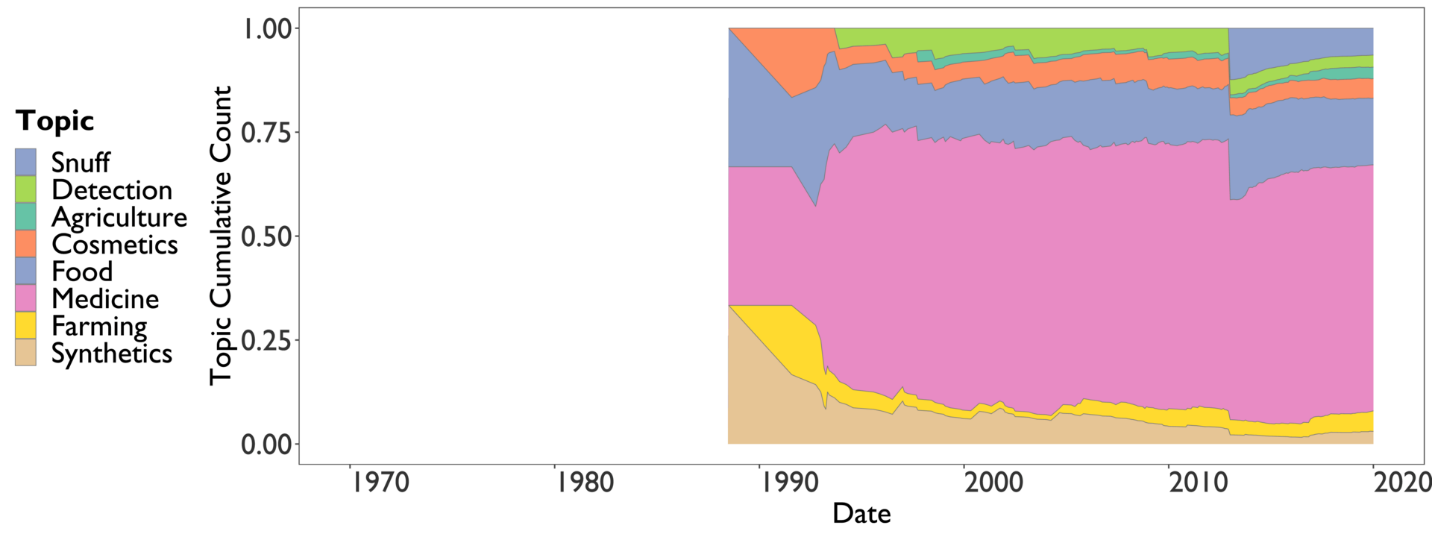 Topic
Snuff
Detection
Agriculture
Cosmetics
Food
Medicine
Farming
Synthetics
Topic Cumulative Count
1.00
0.75
0.50
0.25
0.00
1970
1980
1990
2000
2010
2020
Date